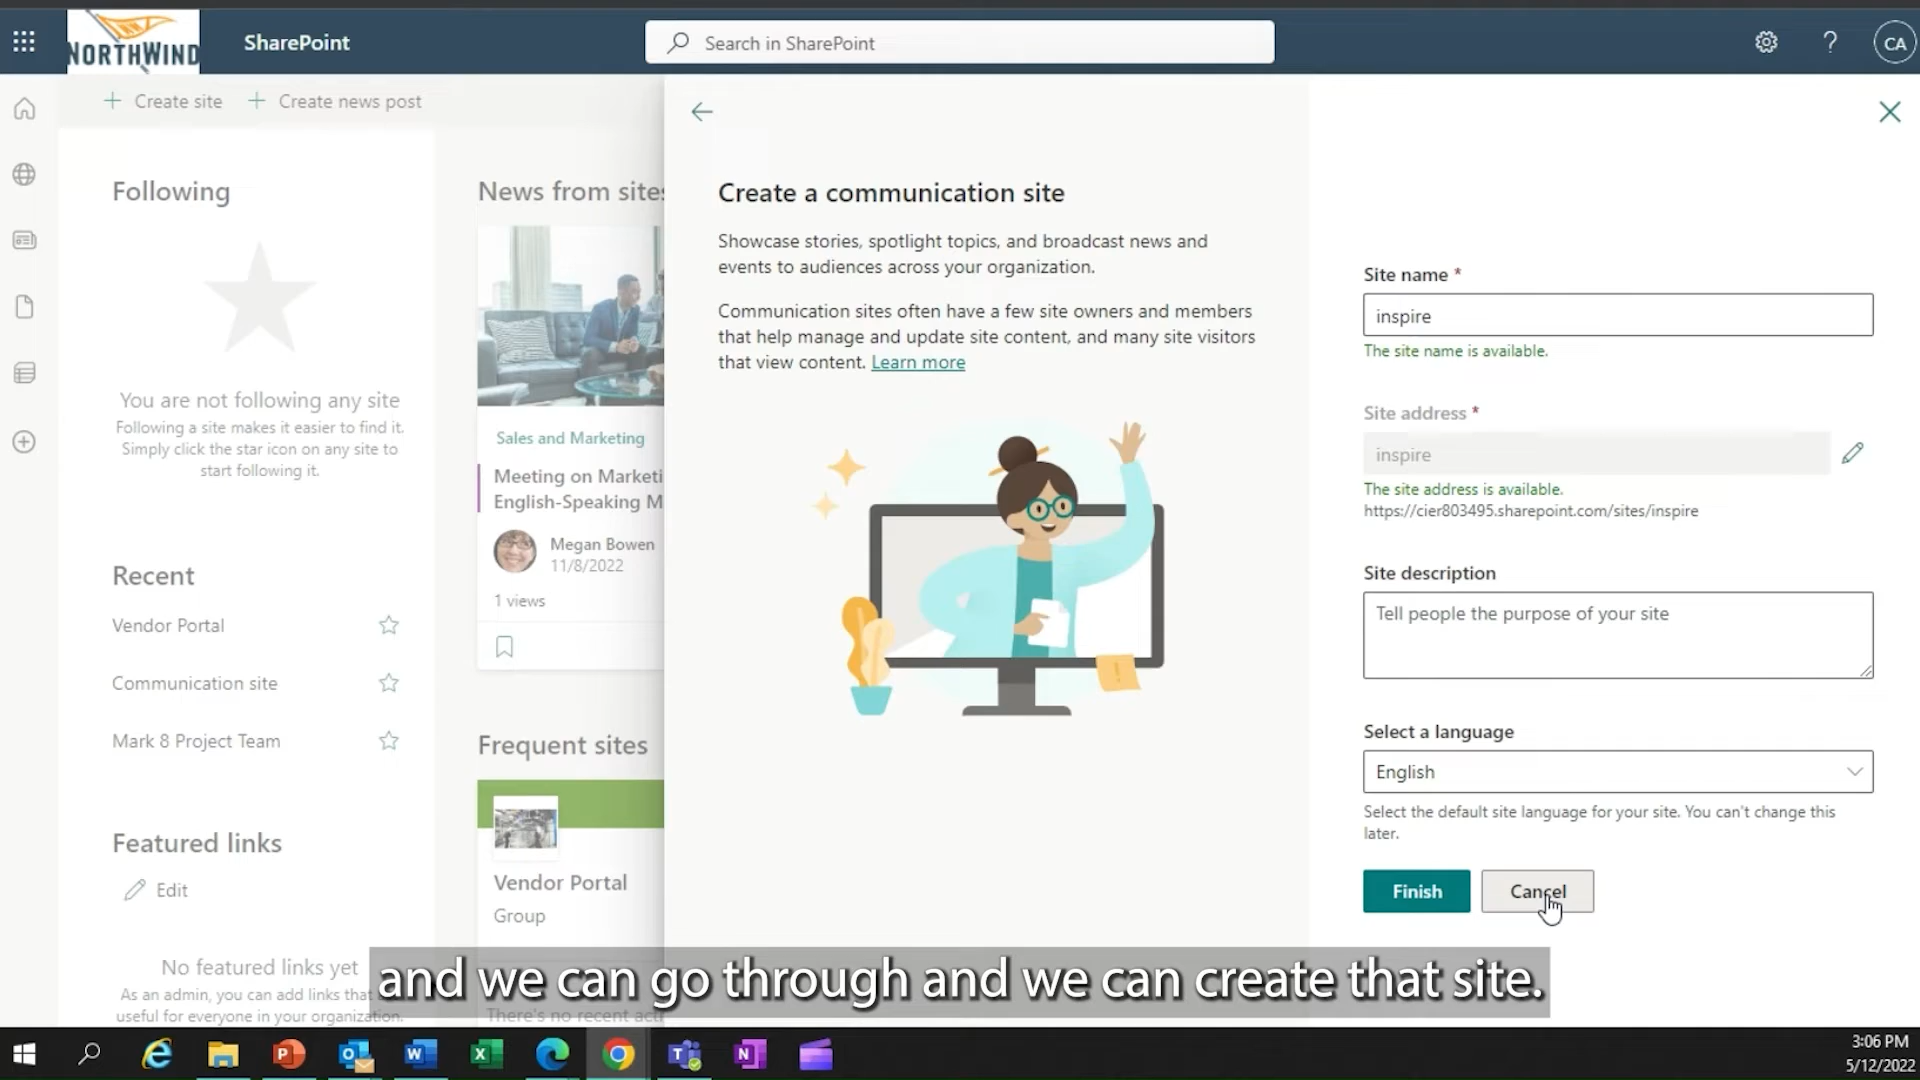 NORTHWIND
SharePoint
Search in SharePoint
?
CA
+ Create site
+ Create news post
Following
You are not following any site
Following a site makes it easier to find it.
Simply click the star icon on any site to
start following it.
Recent
Vendor Portal
Communication site
Mark 8 Project Team
Featured links
Edit
No featured links yet
As an admin, you can add links that
useful for everyone in your organization.
News from sites
Sales and Marketing
Meeting on Marketi
English-Speaking M
Megan Bowen
11/8/2022
1 views
Frequent sites
Vendor Portal
Group
There's no recent acti
Create a communication site
Showcase stories, spotlight topics, and broadcast news and
events to audiences across your organization.
Communication sites often have a few site owners and members
that help manage and update site content, and many site visitors
that view content. Learn more
Site name *
inspire
The site name is available.
Site address *
inspire
The site address is available.
https://cier803495.sharepoint.com/sites/inspire
Site description
Tell people the purpose of your site
Select a language
English
Select the default site language for your site. You can't change this
later.
Finish
Cancel
and we can go through and we can create that site.
3:06 PM
5/12/2022